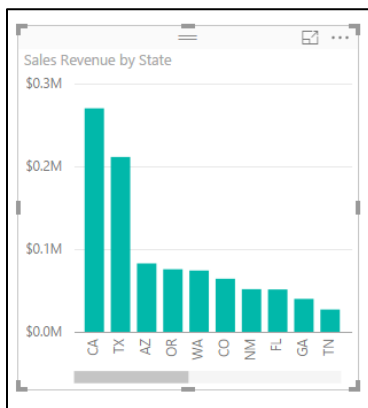 Sales Revenue by State
$0.3M
$0.2M
$0.1M
$0.0M
CA TX AZ OR WA CO NM FL GA TN